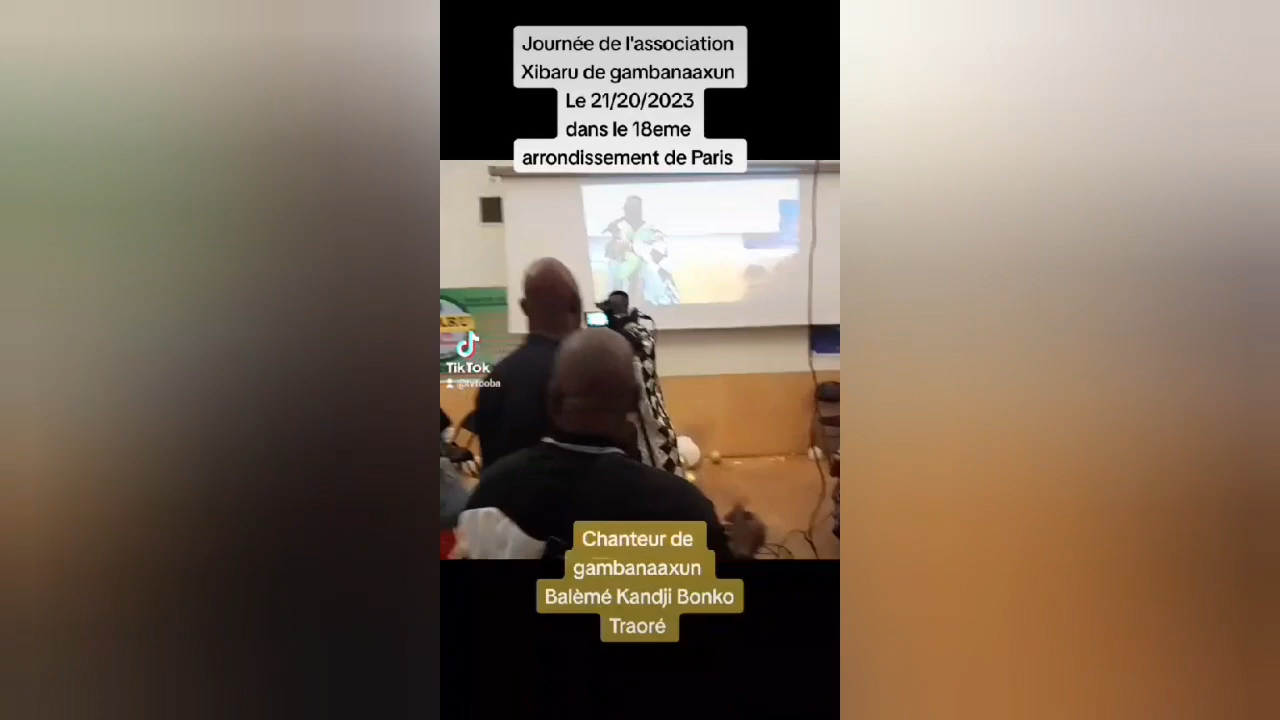 Journée de l'association
Xibaru de gambanaaxun
Le 21/20/2023
dans le 18eme
arrondissement de Paris
TikTok
@tvtooba
Chanteur de
gambanaaxun
Balèmé Kandji Bonko
Traoré